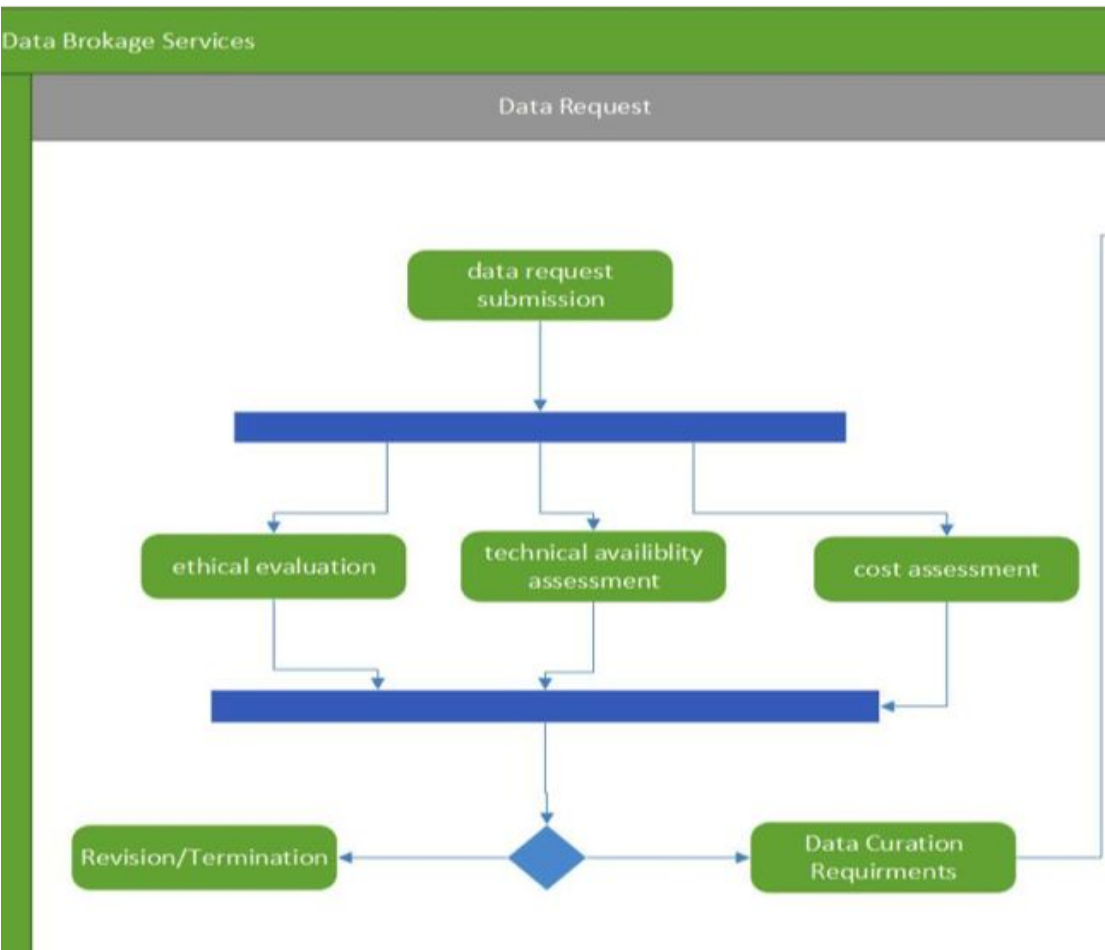 Data Brokage Services
Data Request
data request
submission
ethical evaluation
technical availiblity
assessment
cost assessment
Revision/Termination
Data Curation
Requirments